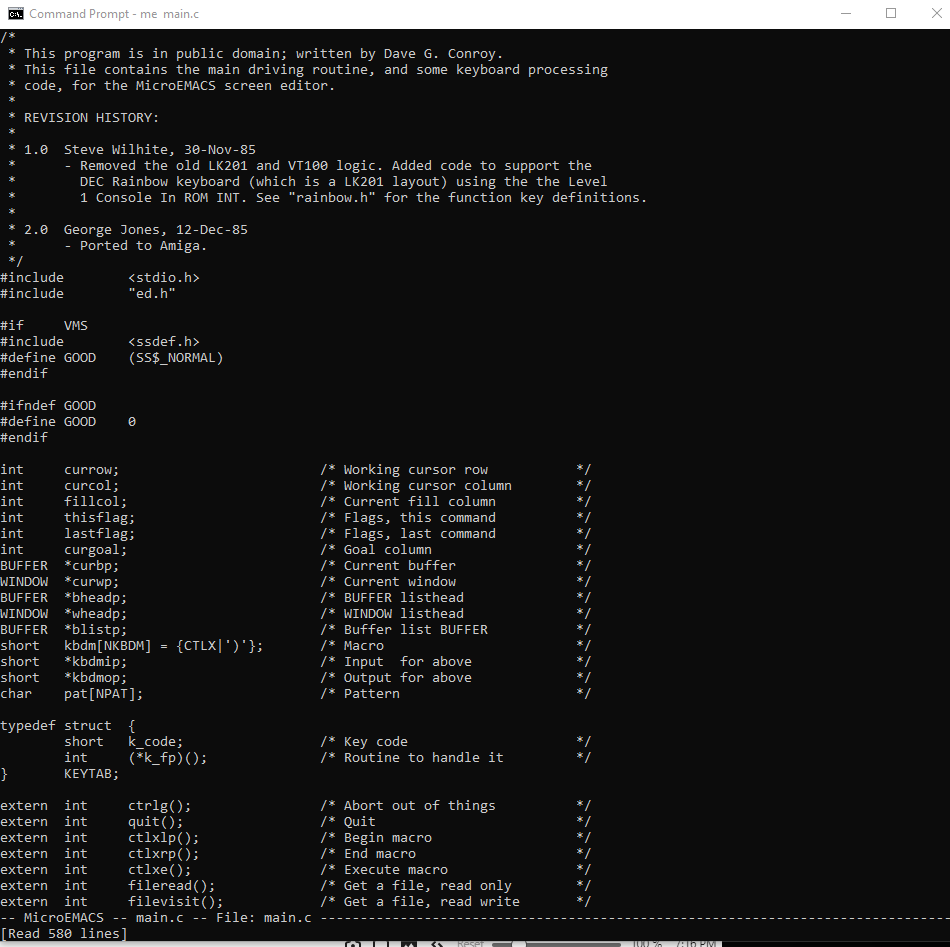 Command Prompt - me main.c
/*
 * This program is in public domain; written by Dave G. Conroy.
 * This file contains the main driving routine, and some keyboard processing
 * code, for the MicroEMACS screen editor.
 *
 * REVISION HISTORY:
 *
 * 1.0  Steve Wilhite, 30-Nov-85
 *      - Removed the old LK201 and VT100 logic. Added code to support the
 *        DEC Rainbow keyboard (which is a LK201 layout) using the the Level
 *        1 Console In ROM INT. See "rainbow.h" for the function key definitions.
 *
 * 2.0  George Jones, 12-Dec-85
 *      - Ported to Amiga.
 */
#include        <stdio.h>
#include        "ed.h"

#if     VMS
#include        <ssdef.h>
#define GOOD    (SS$_NORMAL)
#endif

#ifndef GOOD
#define GOOD    0
#endif

int     currow;                         /* Working cursor row           */
int     curcol;                         /* Working cursor column        */
int     fillcol;                        /* Current fill column          */
int     thisflag;                       /* Flags, this command          */
int     lastflag;                       /* Flags, last command          */
int     curgoal;                        /* Goal column                  */
BUFFER  *curbp;                         /* Current buffer               */
WINDOW  *curwp;                         /* Current window               */
BUFFER  *bheadp;                        /* BUFFER listhead              */
WINDOW  *wheadp;                        /* WINDOW listhead              */
BUFFER  *blistp;                        /* Buffer list BUFFER           */
short   kbdm[NKBDM] = {CTLX|')'};       /* Macro                        */
short   *kbdmip;                        /* Input  for above             */
short   *kbdmop;                        /* Output for above             */
char    pat[NPAT];                      /* Pattern                      */

typedef struct  {
        short   k_code;                 /* Key code                     */
        int     (*k_fp)();              /* Routine to handle it         */
}       KEYTAB;

extern  int     ctrlg();                /* Abort out of things          */
extern  int     quit();                 /* Quit                         */
extern  int     ctlxlp();               /* Begin macro                  */
extern  int     ctlxrp();               /* End macro                    */
extern  int     ctlxe();                /* Execute macro                */
extern  int     fileread();             /* Get a file, read only        */
extern  int     filevisit();            /* Get a file, read write       */
-- MicroEMACS -- main.c -- File: main.c -------------------------------------------------------------------------------
[Read 580 lines]
Reset 100 % 7:16 PM